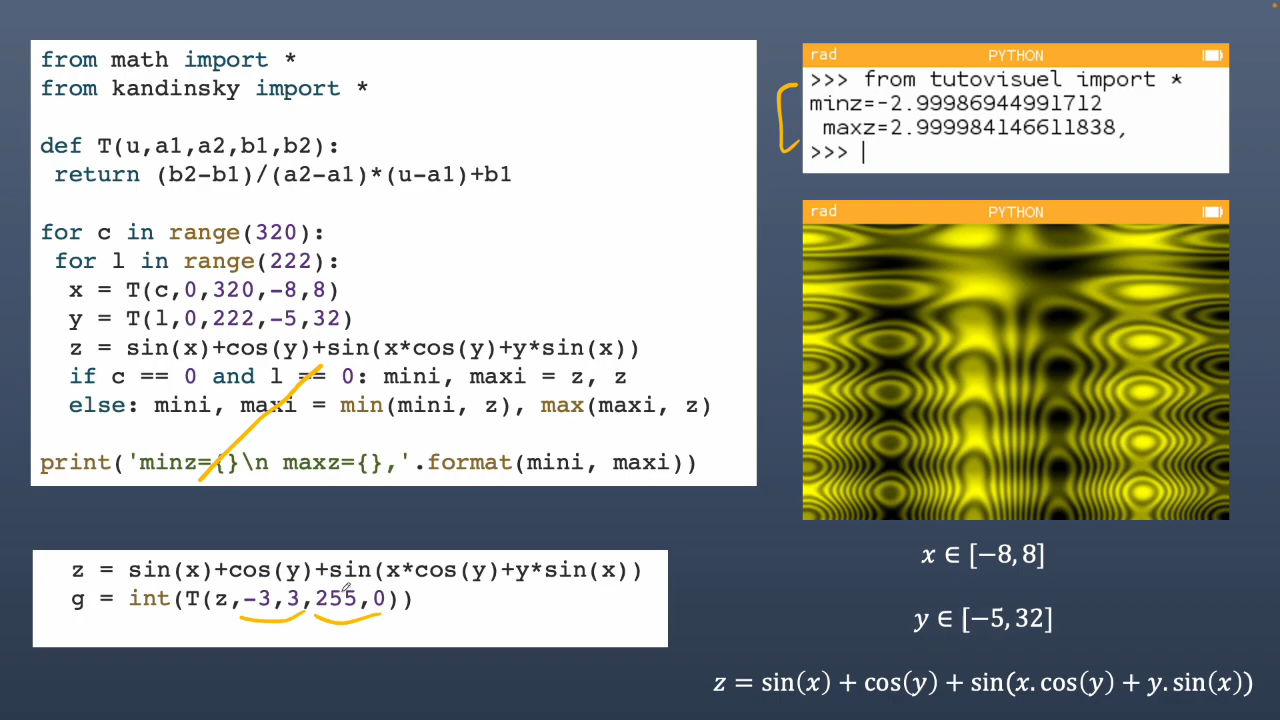 from math import *
from kandinsky import *
def T(u,a1,a2,b1,b2):
return (b2-b1)/(a2-a1)*(u-a1)+b1
for c in range(320):
for l in range(222):
x = T(c,0,320,-8,8)
y = T(l,0,222,-5,32)
z = sin(x)+cos(y)+sin(x*cos(y)+y*sin(x))
if c == 0 and l == 0: mini, maxi = z, z
else: mini, maxi = min(mini, z), max(maxi, z)
print('minz={}\n maxz={},'.format(mini, maxi))
rad PYTHON
>>> from tutovisuel import *
minz=-2.99986944991712
maxz=2.999984146611838,
>>>
rad PYTHON
z = sin(x)+cos(y)+sin(x*cos(y)+y*sin(x))
g = int(T(z,-3,3,255,0))
x ∈ [−8,8]
y ∈ [−5,32]
z = sin(x) + cos(y) + sin(x.cos(y) + y.sin(x))